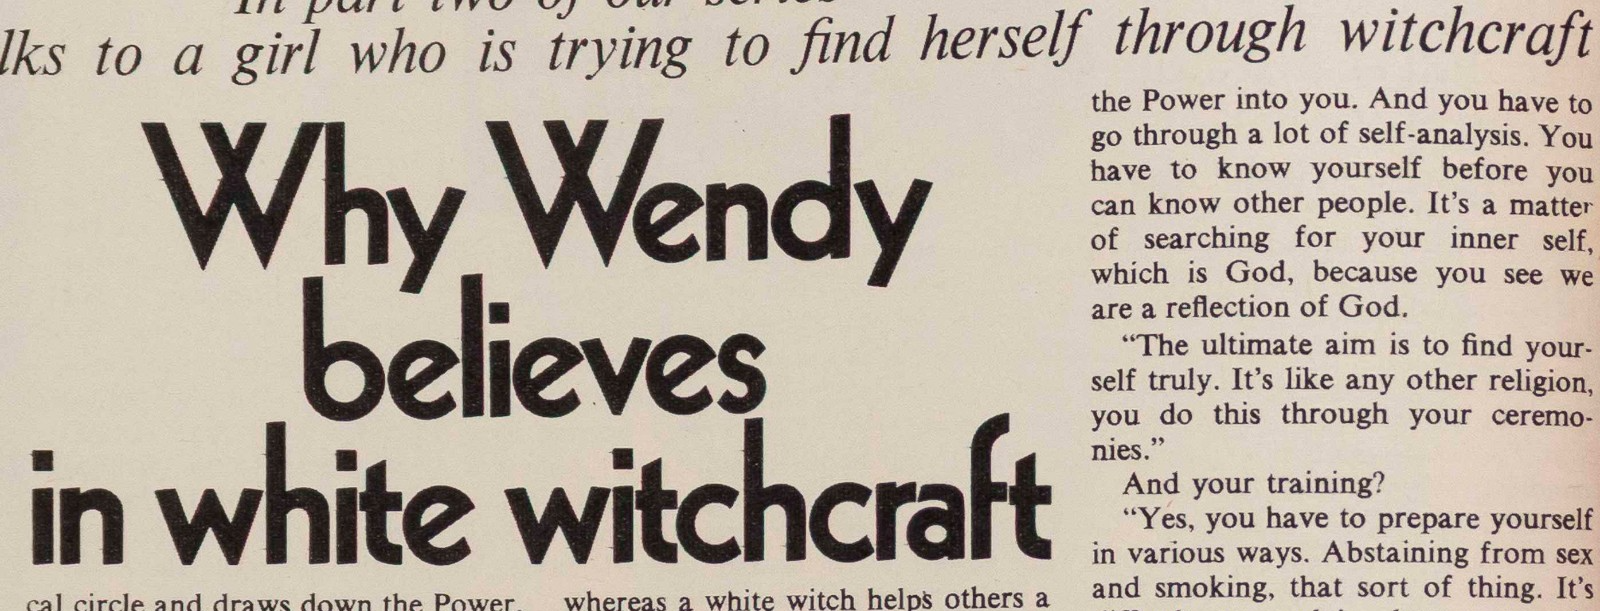 In part two of our series
lks to a girl who is trying to find herself through witchcraft
Why Wendy
believes
in white witchcraft
cal circle and draws down the Power,
whereas a white witch helps others a
the Power into you. And you have to
go through a lot of self-analysis. You
have to know yourself before you
can know other people. It's a matter
of searching for your inner self,
which is God, because you see we
are a reflection of God.
“The ultimate aim is to find your-
self truly. It's like any other religion,
you do this through your ceremo-
nies.”
And your training?
“Yes, you have to prepare yourself
in various ways. Abstaining from sex
and smoking, that sort of thing. It's